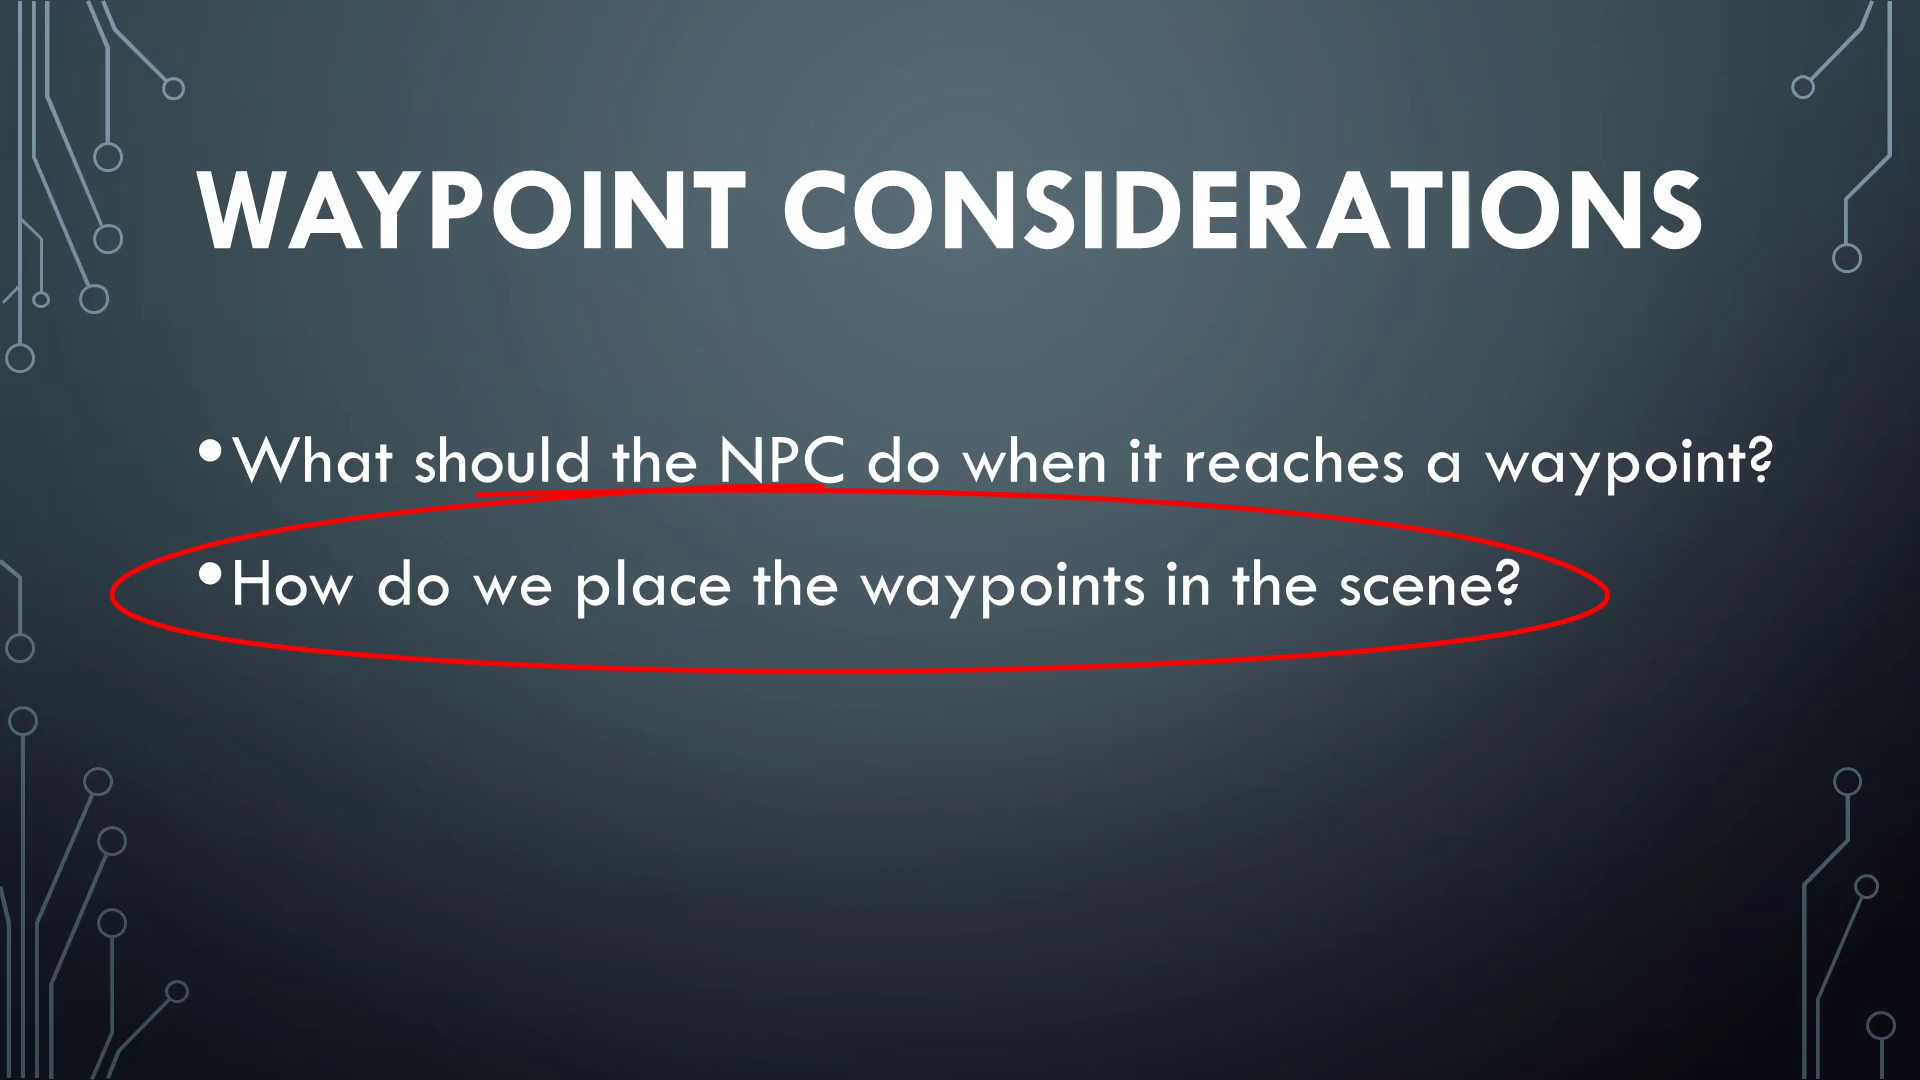 WAYPOINT CONSIDERATIONS
•What should the NPC do when it reaches a waypoint?
•How do we place the waypoints in the scene?